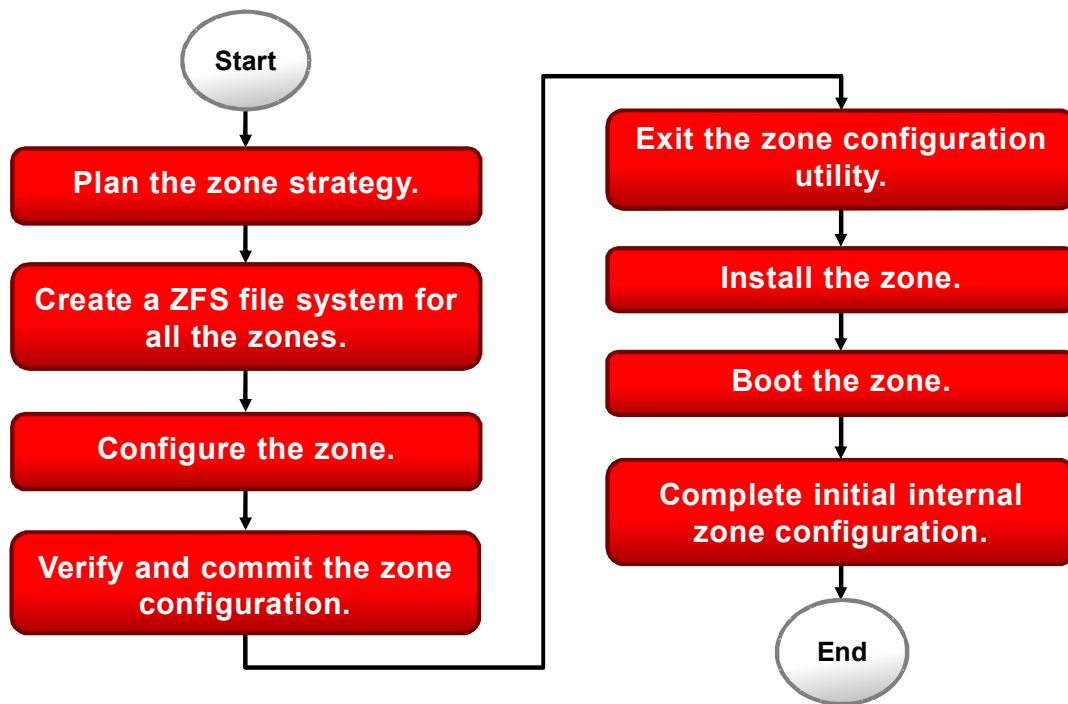 Start
Plan the zone strategy.
Create a ZFS file system for
all the zones.
Configure the zone.
Verify and commit the zone
configuration.
Exit the zone configuration
utility.
Install the zone.
Boot the zone.
Complete initial internal
zone configuration.
End